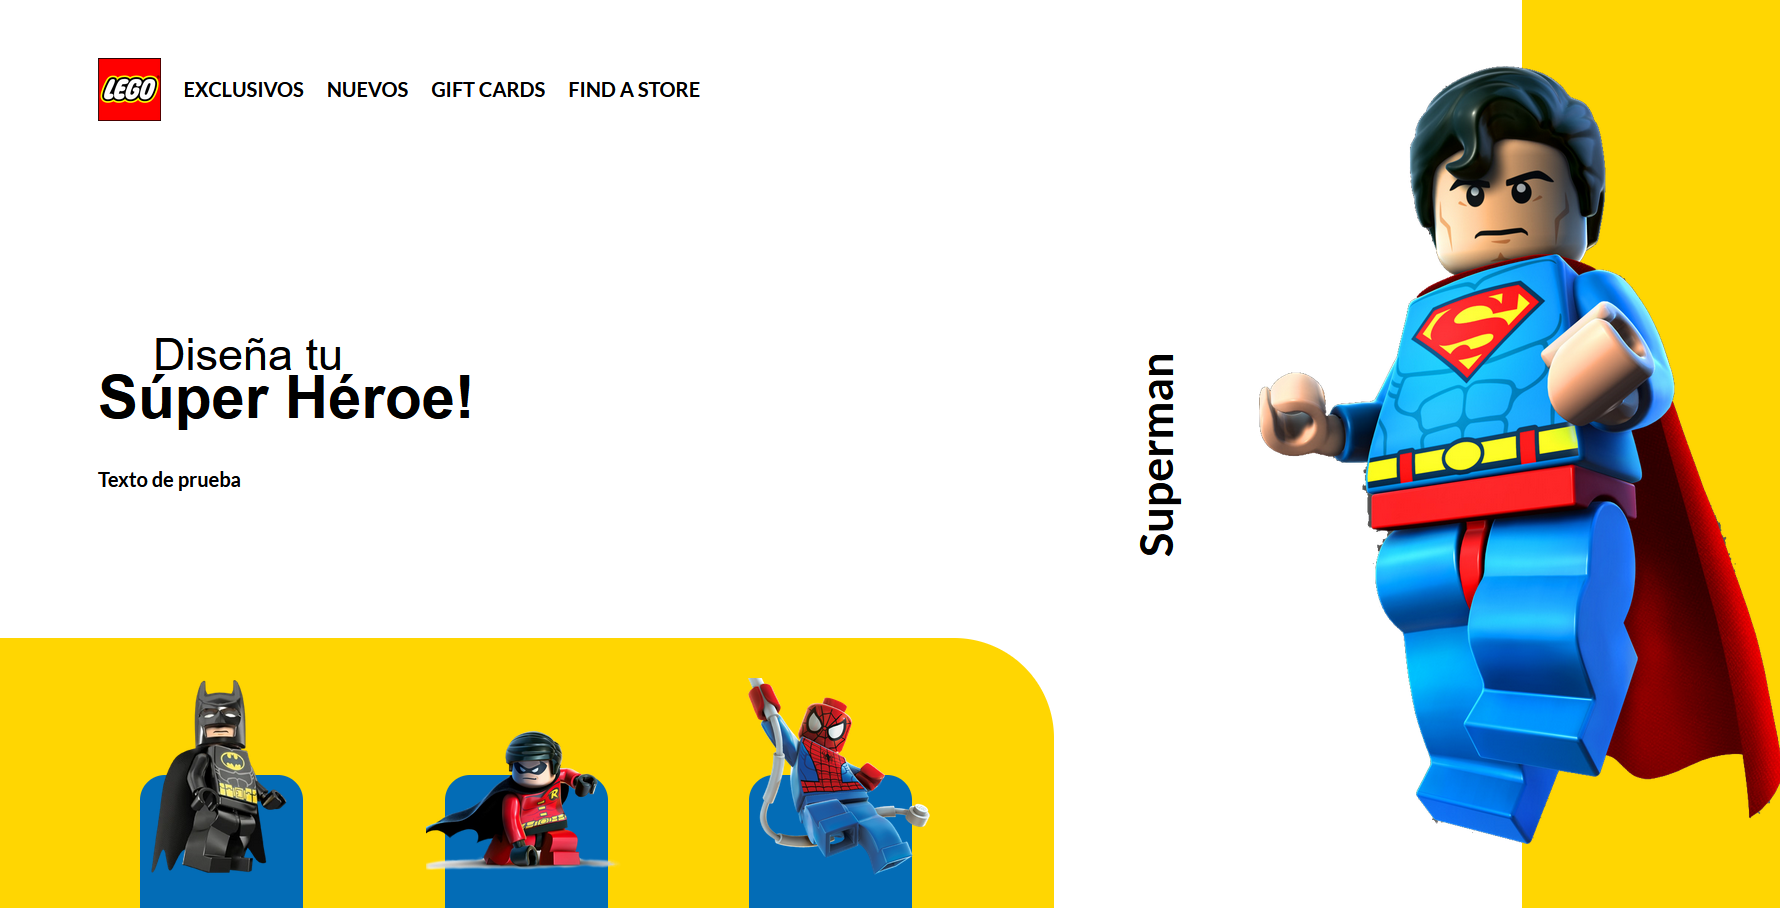 LEGO
EXCLUSIVOS NUEVOS GIFT CARDS FIND A STORE
Diseña tu
Súper Héroe!
Texto de prueba
Superman
S
R